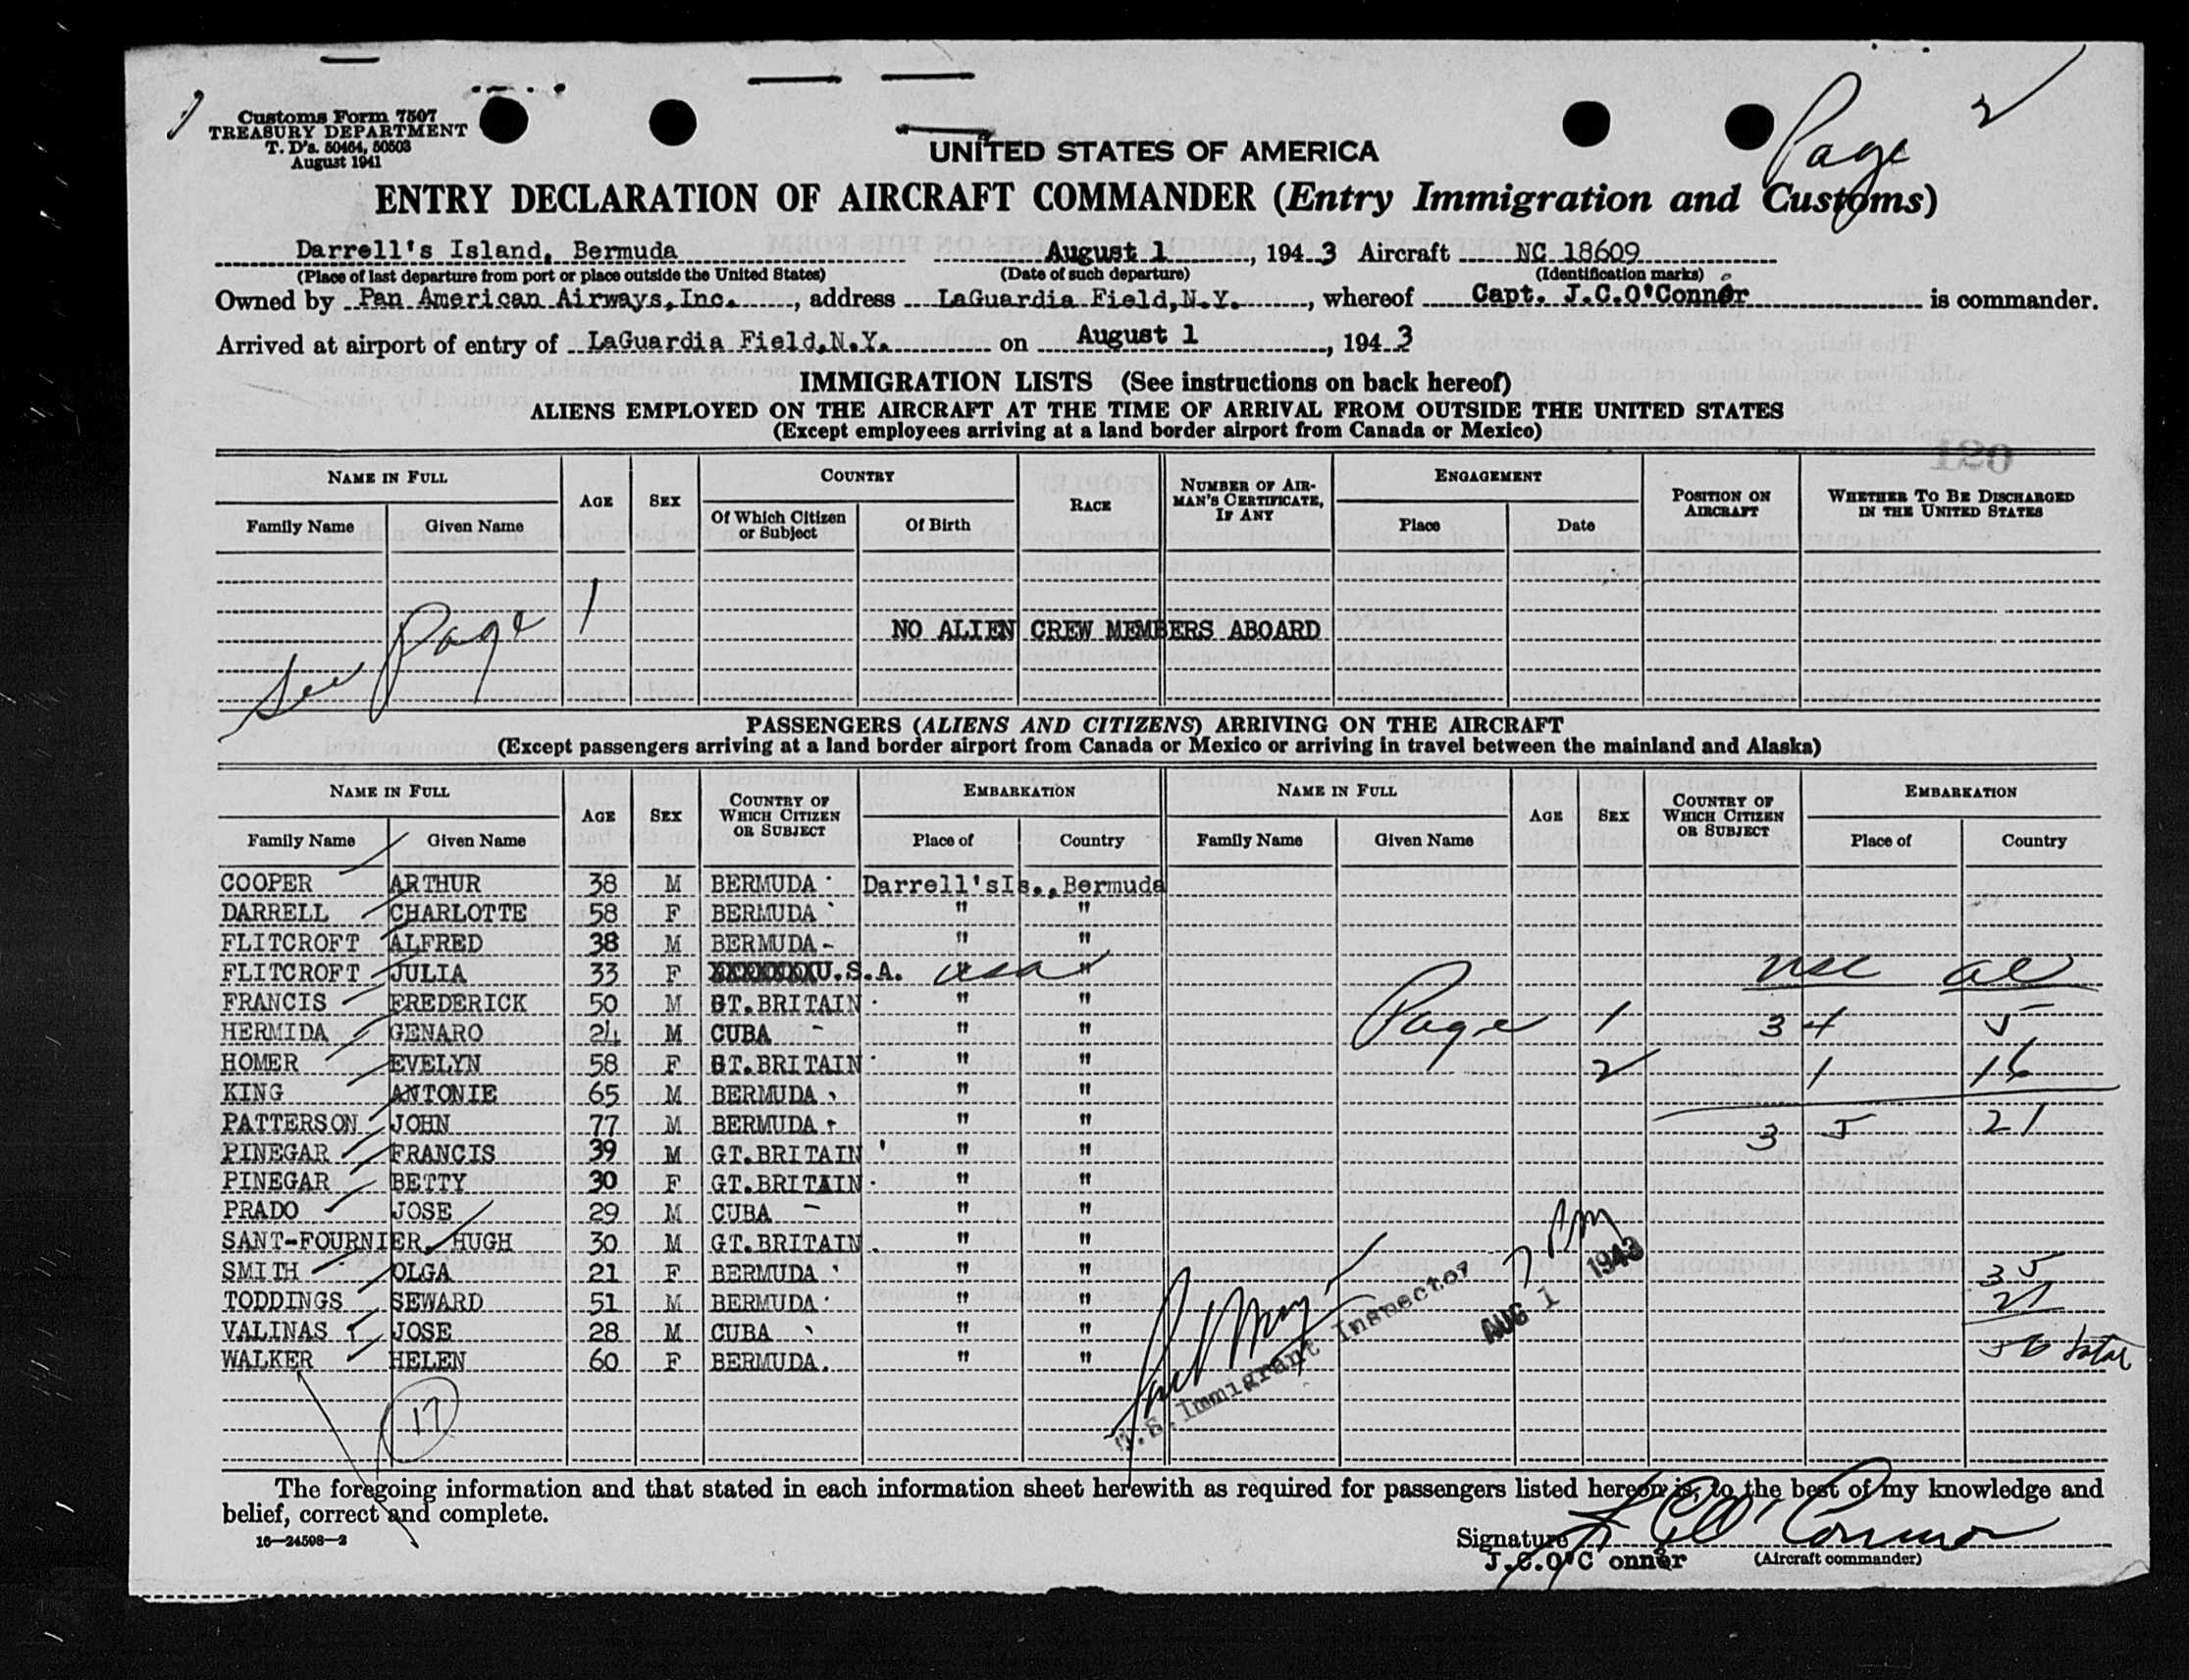 Page 2
Customs Form 7507
TREASURY DEPARTMENT
T. D's. 50464, 50503
August 1941
UNITED STATES OF AMERICA
ENTRY DECLARATION OF AIRCRAFT COMMANDER (Entry Immigration and Customs)
Darrell's Island, Bermuda August 1, 1943 Aircraft NC 18609
(Place of last departure from port or place outside the United States) (Date of such departure) (Identification marks)
Owned by Pan American Airways, Inc., address LaGuardia Field, N.Y., whereof Capt. J.C.O'Connor is commander.
Arrived at airport of entry of LaGuardia Field, N.Y. on August 1, 1943
IMMIGRATION LISTS (See instructions on back hereof)
ALIENS EMPLOYED ON THE AIRCRAFT AT THE TIME OF ARRIVAL FROM OUTSIDE THE UNITED STATES
(Except employees arriving at a land border airport from Canada or Mexico)
120
NAME IN FULL AGE SEX COUNTRY RACE NUMBER OF AIRMAN'S CERTIFICATE, IF ANY ENGAGEMENT POSITION ON AIRCRAFT WHETHER TO BE DISCHARGED IN THE UNITED STATES
Family Name Given Name Of Which Citizen or Subject Of Birth Place Date
See Page 1
NO ALIEN CREW MEMBERS ABOARD
PASSENGERS (ALIENS AND CITIZENS) ARRIVING ON THE AIRCRAFT
(Except passengers arriving at a land border airport from Canada or Mexico or arriving in travel between the mainland and Alaska)
NAME IN FULL AGE SEX COUNTRY OF WHICH CITIZEN OR SUBJECT EMBARKATION NAME IN FULL AGE SEX COUNTRY OF WHICH CITIZEN OR SUBJECT EMBARKATION
Family Name Given Name Place of Country Family Name Given Name Place of Country
COOPER ARTHUR 38 M BERMUDA Darrell'sIs., Bermuda
DARRELL CHARLOTTE 58 F BERMUDA " "
FLITCROFT ALFRED 38 M BERMUDA " "
FLITCROFT JULIA 33 F XXXXXXXU.S.A. usa " " usc al
FRANCIS FREDERICK 50 M GT.BRITAIN " "
HERMIDA GENARO 24 M CUBA " " Page 1 34 5
HOMER EVELYN 58 F GT.BRITAIN " " 2 1 16
KING ANTONIE 65 M BERMUDA " "
PATTERSON JOHN 77 M BERMUDA " " 35 21
PINEGAR FRANCIS 39 M GT.BRITAIN " "
PINEGAR BETTY 30 F GT.BRITAIN " "
PRADO JOSE 29 M CUBA " "
SANT-FOURNIER, HUGH 30 M GT.BRITAIN " "
SMITH OLGA 21 F BERMUDA " " 35
TODDINGS SEWARD 51 M BERMUDA " " 21
VALINAS JOSE 28 M CUBA " "
WALKER HELEN 60 F BERMUDA. " " 56 total
17
U.S. Immigrant Inspector
AUG 1 1943
The foregoing information and that stated in each information sheet herewith as required for passengers listed hereon is, to the best of my knowledge and
belief, correct and complete.
16—24598-2
Signature J C O'Connor
J.C.O'C onnor (Aircraft commander)